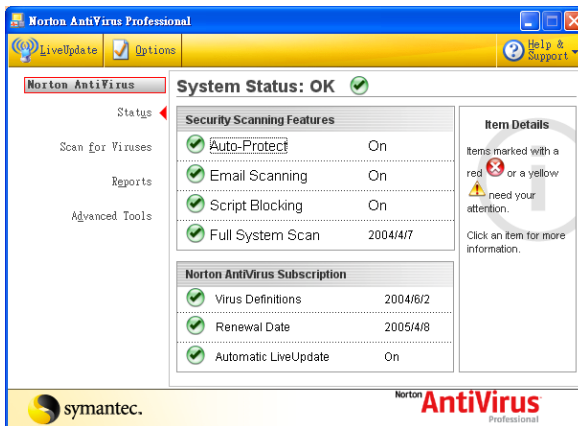 Norton AntiVirus Professional
LiveUpdate Options Help & Support
Norton AntiVirus
Status
Scan for Viruses
Reports
Advanced Tools
System Status: OK
Security Scanning Features
Auto-Protect On
Email Scanning On
Script Blocking On
Full System Scan 2004/4/7
Norton AntiVirus Subscription
Virus Definitions 2004/6/2
Renewal Date 2005/4/8
Automatic LiveUpdate On
Item Details
Items marked with a
red or a yellow
need your
attention.
Click an item for more
information.
symantec.
Norton AntiVirus
Professional